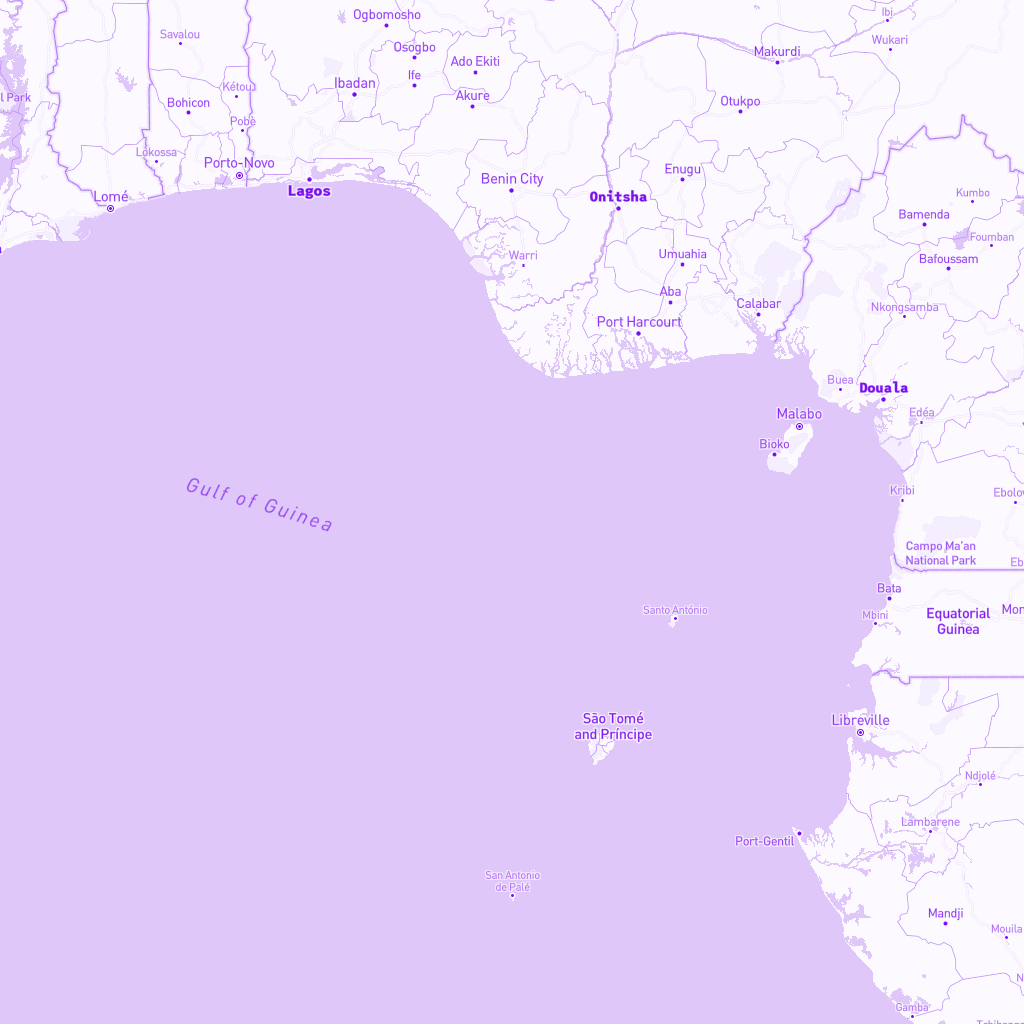 Ogbomosho
Ibi
Savalou
Wukari
Osogbo
Makurdi
Ado Ekiti
Ife
Ibadan
Kétou
l Park
Bohicon
Akure
Otukpo
Pobè
Lokossa
Porto-Novo
Enugu
Benin City
Lagos
Lomé
Onitsha
Kumbo
Bamenda
Foumban
Warri
Umuahia
Bafoussam
Aba
Calabar
Nkongsamba
Port Harcourt
Buea
Douala
Malabo
Edéa
Bioko
Gulf of Guinea
Kribi
Ebolow
Campo Ma'an
National Park
Eb
Bata
Santo António
Mbini
Equatorial
Guinea
Mon
São Tomé
and Príncipe
Libreville
Ndjolé
Lambarene
Port-Gentil
San Antonio
de Palé
Mandji
Mouila
Gamba